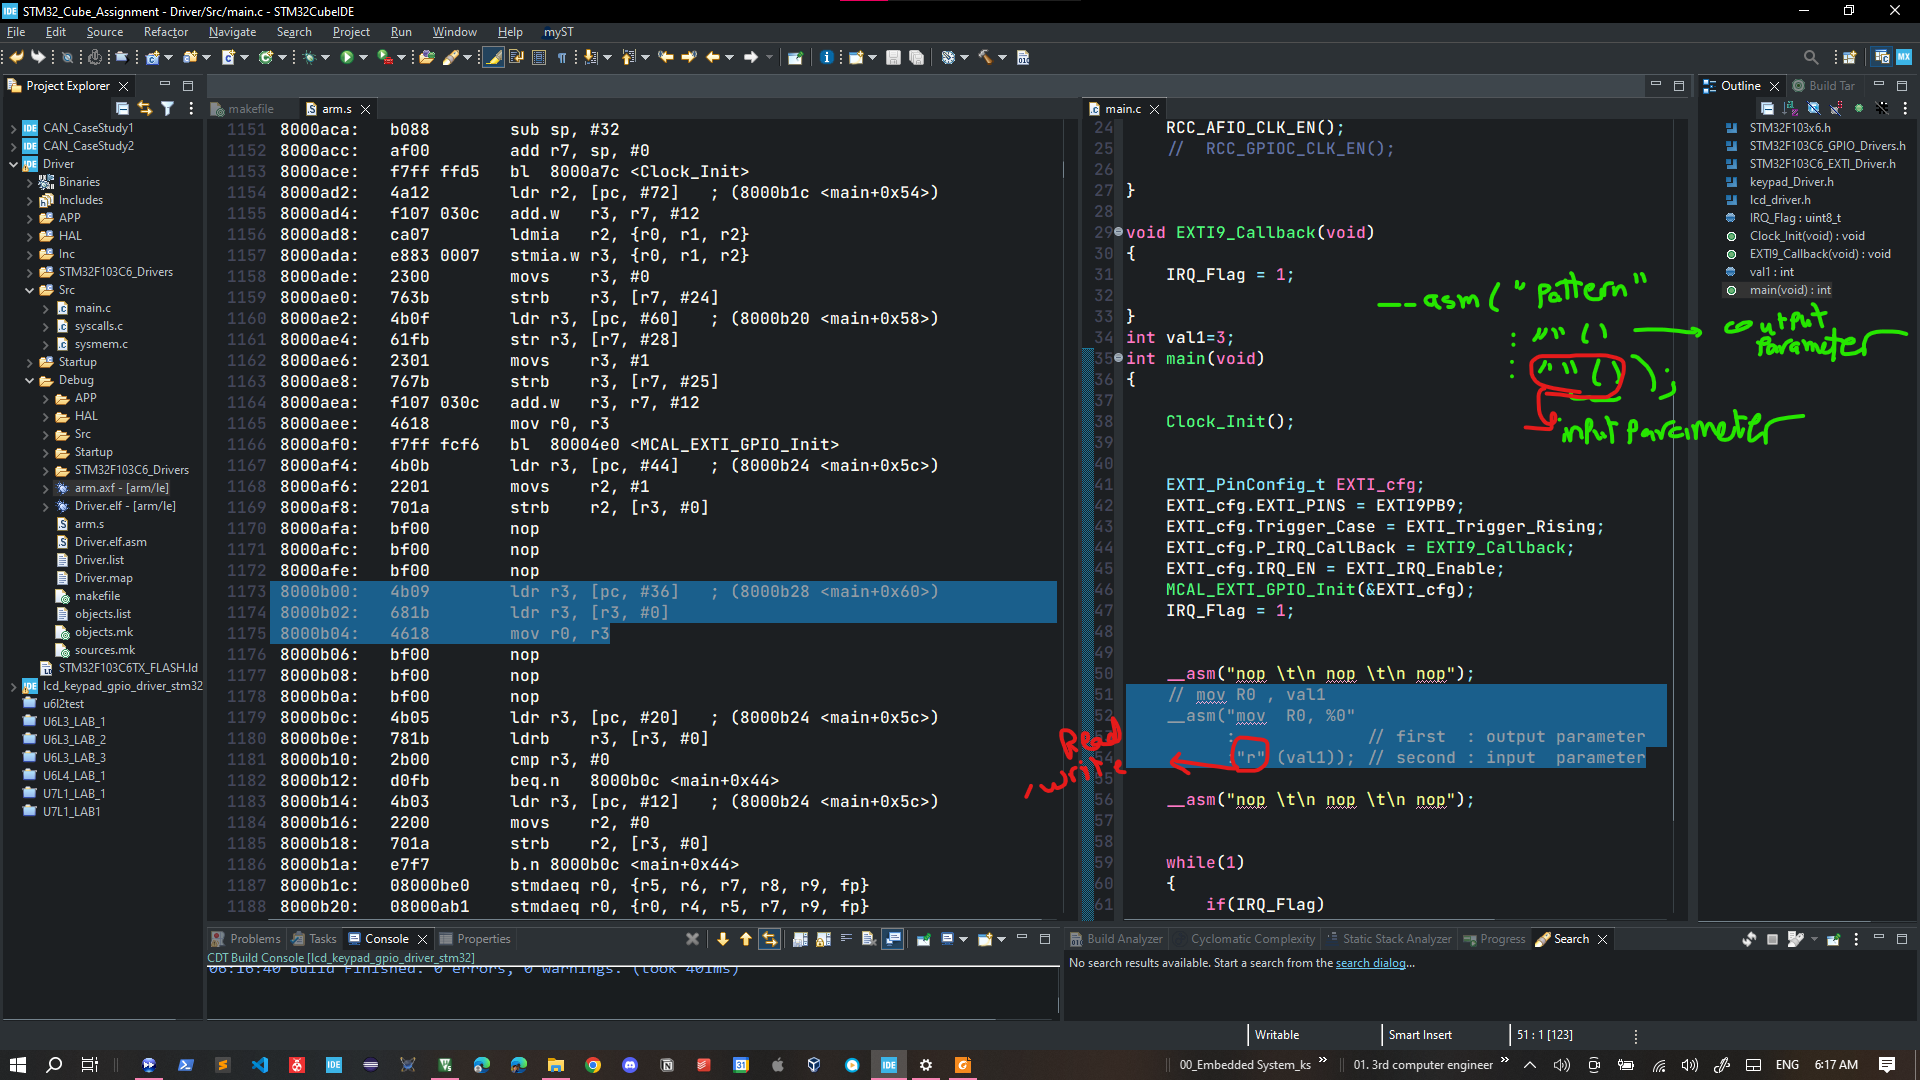 STM32_Cube_Assignment - Driver/Src/main.c - STM32CubeIDE
File Edit Source Refactor Navigate Search Project Run Window Help myST
Project Explorer
CAN_CaseStudy1
CAN_CaseStudy2
Driver
Binaries
Includes
APP
HAL
Inc
STM32F103C6_Drivers
Src
main.c
syscalls.c
sysmem.c
Startup
Debug
APP
HAL
Src
Startup
STM32F103C6_Drivers
arm.axf - [arm/le]
Driver.elf - [arm/le]
arm.s
Driver.elf.asm
Driver.list
Driver.map
makefile
objects.list
objects.mk
sources.mk
STM32F103C6TX_FLASH.ld
lcd_keypad_gpio_driver_stm32
u6l2test
U6L3_LAB_1
U6L3_LAB_2
U6L3_LAB_3
U6L4_LAB_1
U7L1_LAB_1
U7L1_LAB1
makefile arm.s
1151 8000aca: b088 sub sp, #32
1152 8000acc: af00 add r7, sp, #0
1153 8000ace: f7ff ffd5 bl 8000a7c <Clock_Init>
1154 8000ad2: 4a12 ldr r2, [pc, #72] ; (8000b1c <main+0x54>)
1155 8000ad4: f107 030c add.w r3, r7, #12
1156 8000ad8: ca07 ldmia r2, {r0, r1, r2}
1157 8000ada: e883 0007 stmia.w r3, {r0, r1, r2}
1158 8000ade: 2300 movs r3, #0
1159 8000ae0: 763b strb r3, [r7, #24]
1160 8000ae2: 4b0f ldr r3, [pc, #60] ; (8000b20 <main+0x58>)
1161 8000ae4: 61fb str r3, [r7, #28]
1162 8000ae6: 2301 movs r3, #1
1163 8000ae8: 767b strb r3, [r7, #25]
1164 8000aea: f107 030c add.w r3, r7, #12
1165 8000aee: 4618 mov r0, r3
1166 8000af0: f7ff fcf6 bl 80004e0 <MCAL_EXTI_GPIO_Init>
1167 8000af4: 4b0b ldr r3, [pc, #44] ; (8000b24 <main+0x5c>)
1168 8000af6: 2201 movs r2, #1
1169 8000af8: 701a strb r2, [r3, #0]
1170 8000afa: bf00 nop
1171 8000afc: bf00 nop
1172 8000afe: bf00 nop
1173 8000b00: 4b09 ldr r3, [pc, #36] ; (8000b28 <main+0x60>)
1174 8000b02: 681b ldr r3, [r3, #0]
1175 8000b04: 4618 mov r0, r3
1176 8000b06: bf00 nop
1177 8000b08: bf00 nop
1178 8000b0a: bf00 nop
1179 8000b0c: 4b05 ldr r3, [pc, #20] ; (8000b24 <main+0x5c>)
1180 8000b0e: 781b ldrb r3, [r3, #0]
1181 8000b10: 2b00 cmp r3, #0
1182 8000b12: d0fb beq.n 8000b0c <main+0x44>
1183 8000b14: 4b03 ldr r3, [pc, #12] ; (8000b24 <main+0x5c>)
1184 8000b16: 2200 movs r2, #0
1185 8000b18: 701a strb r2, [r3, #0]
1186 8000b1a: e7f7 b.n 8000b0c <main+0x44>
1187 8000b1c: 08000be0 stmdaeq r0, {r5, r6, r7, r8, r9, fp}
1188 8000b20: 08000ab1 stmdaeq r0, {r0, r4, r5, r7, r9, fp}
main.c
24 RCC_AFIO_CLK_EN();
25 // RCC_GPIOC_CLK_EN();
26
27 }
28
29 void EXTI9_Callback(void)
30 {
31 IRQ_Flag = 1;
32
33 }
34 int val1=3;
35 int main(void)
36 {
37
38 Clock_Init();
39
40
41 EXTI_PinConfig_t EXTI_cfg;
42 EXTI_cfg.EXTI_PINS = EXTI9PB9;
43 EXTI_cfg.Trigger_Case = EXTI_Trigger_Rising;
44 EXTI_cfg.P_IRQ_CallBack = EXTI9_Callback;
45 EXTI_cfg.IRQ_EN = EXTI_IRQ_Enable;
46 MCAL_EXTI_GPIO_Init(&EXTI_cfg);
47 IRQ_Flag = 1;
48
49
50 __asm("nop \t\n nop \t\n nop");
51 // mov R0 , val1
52 __asm("mov R0, %0"
: // first : output parameter
:"r" (val1)); // second : input parameter
55
56 __asm("nop \t\n nop \t\n nop");
57
58
59 while(1)
60 {
61 if(IRQ_Flag)
__asm ("pattern"
: "" () output parameter
: "" () );
input parameter
Read
/write
Outline Build Tar
STM32F103x6.h
STM32F103C6_GPIO_Drivers.h
STM32F103C6_EXTI_Driver.h
keypad_Driver.h
lcd_driver.h
IRQ_Flag : uint8_t
Clock_Init(void) : void
EXTI9_Callback(void) : void
val1 : int
main(void) : int
Problems Tasks Console Properties
CDT Build Console [lcd_keypad_gpio_driver_stm32]
06:16:40 Build Finished. 0 errors, 0 warnings. (took 401ms)
Build Analyzer Cyclomatic Complexity Static Stack Analyzer Progress Search
No search results available. Start a search from the search dialog...
Writable Smart Insert 51 : 1 [123]
00_Embedded System_ks 01. 3rd computer engineer ENG 6:17 AM